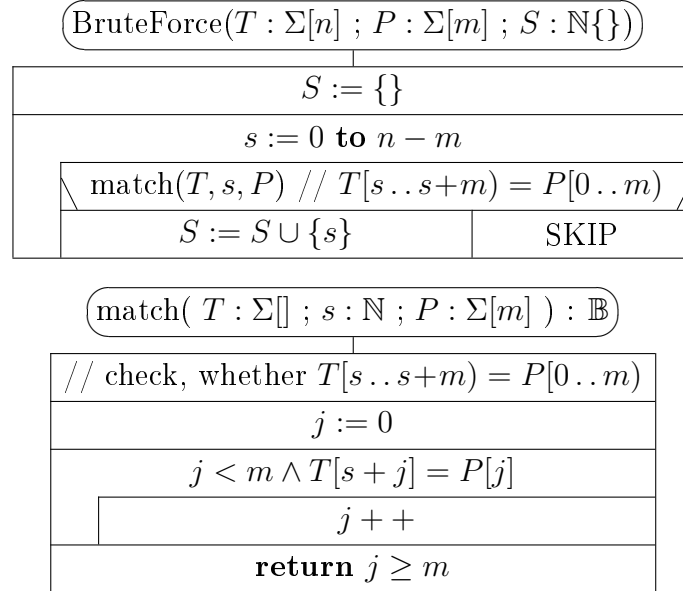 BruteForce(T : Σ[n] ; P : Σ[m] ; S : ℕ{})
S := {}
s := 0 to n − m
match(T, s, P) // T[s . . s+m) = P[0 . . m)
S := S ∪ {s} SKIP
match( T : Σ[] ; s : ℕ ; P : Σ[m] ) : 𝔹
// check, whether T[s . . s+m) = P[0 . . m)
j := 0
j < m ∧ T[s + j] = P[j]
j + +
return j ≥ m